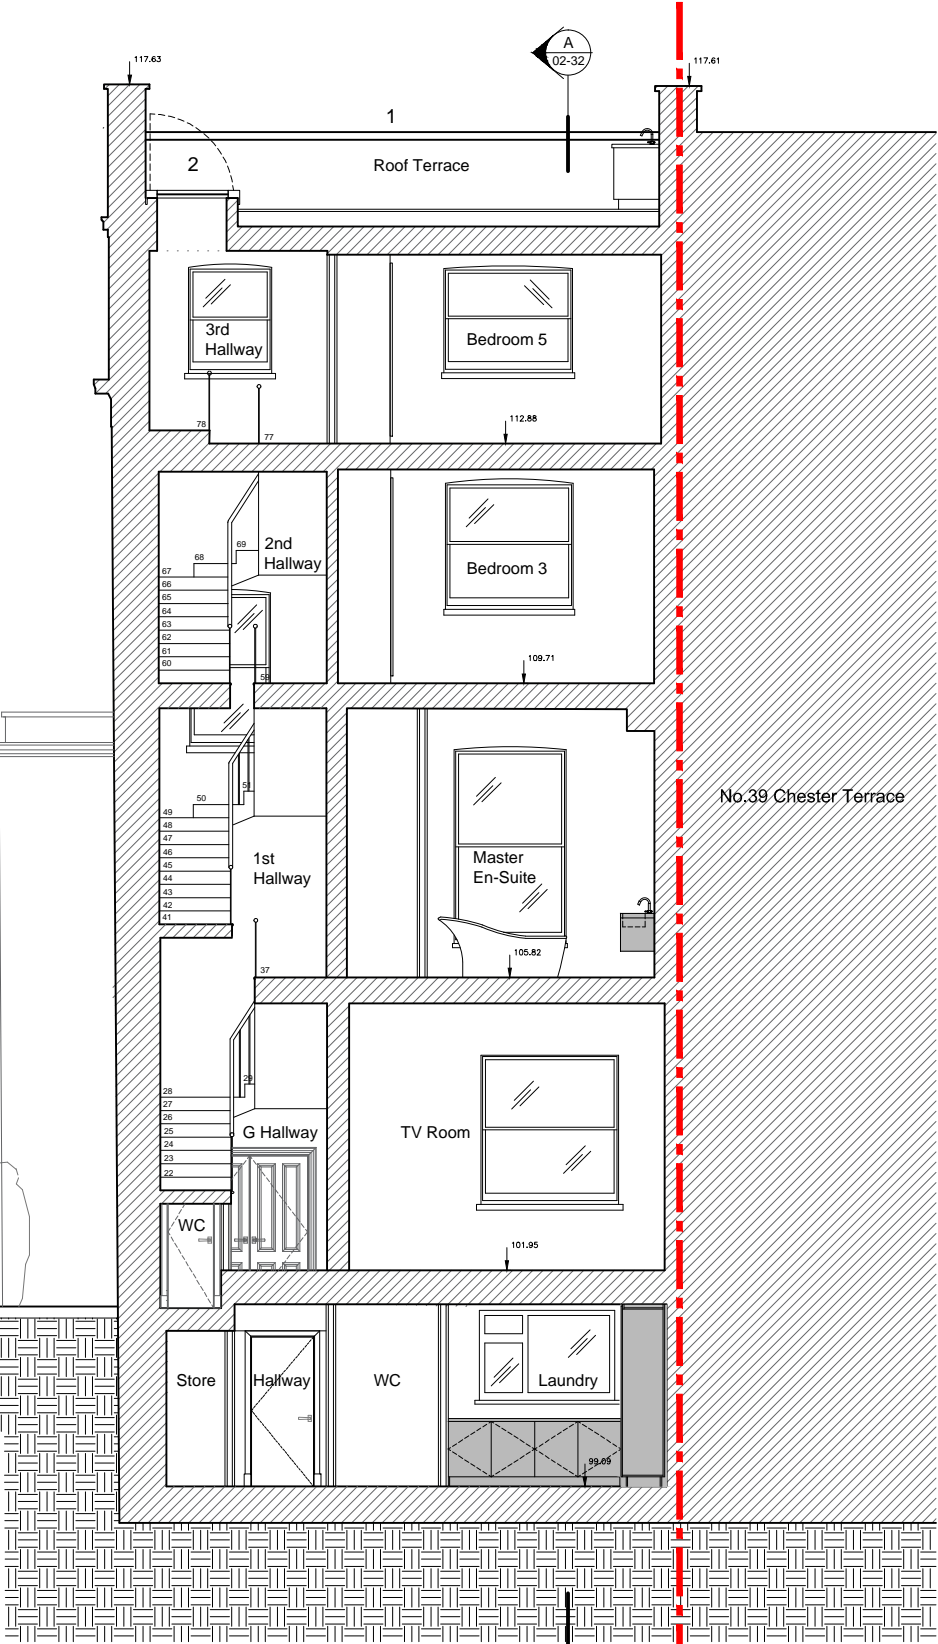 A
02-32
117.63
117.61
1
2
Roof Terrace
3rd
Hallway
Bedroom 5
112.88
78
77
2nd
Hallway
69
68
67
66
65
64
63
62
61
60
59
Bedroom 3
109.71
No.39 Chester Terrace
51
50
49
48
47
46
45
44
43
42
41
1st
Hallway
Master
En-Suite
105.82
37
29
28
27
26
25
24
23
22
G Hallway
TV Room
WC
101.95
Store
Hallway
WC
Laundry
99.09